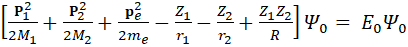 [𝐏₁²/2M₁ + 𝐏₂²/2M₂ + 𝐩ₑ²/2mₑ − Z₁/r₁ − Z₂/r₂ + Z₁Z₂/R] Ψ₀ = E₀Ψ₀